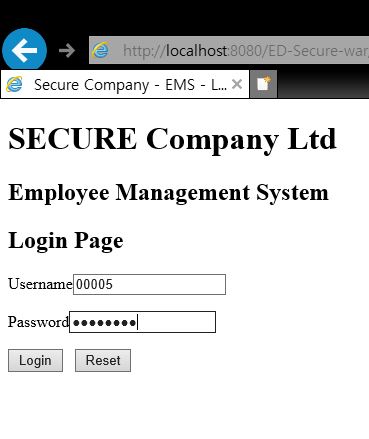 http://localhost:8080/ED-Secure-war
Secure Company - EMS - L...
SECURE Company Ltd
Employee Management System
Login Page
Username 00005
Password ●●●●●●●●
Login Reset